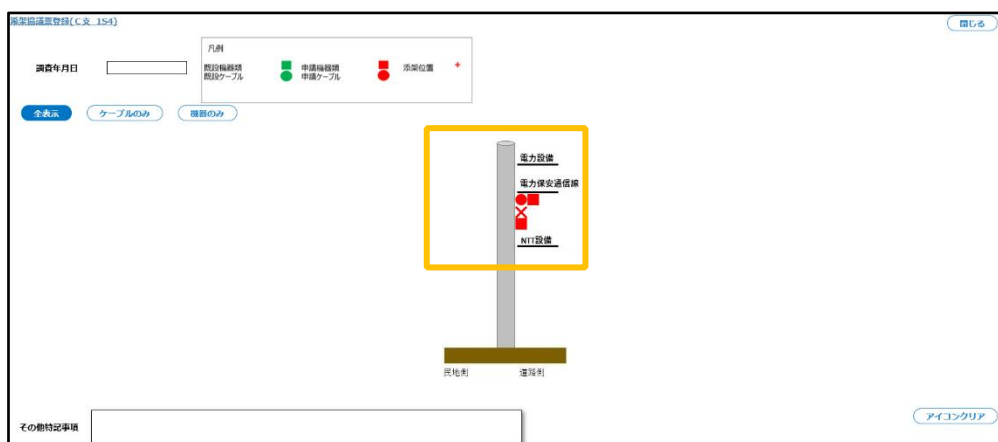 添架協議票登録(C支 1S4)
閉じる
凡例
調査年月日
既設機器類 申請機器類 添架位置
既設ケーブル 申請ケーブル
全表示 ケーブルのみ 機器のみ
電力設備
電力保安通信線
NTT設備
民地側 道路側
アイコンクリア
その他特記事項